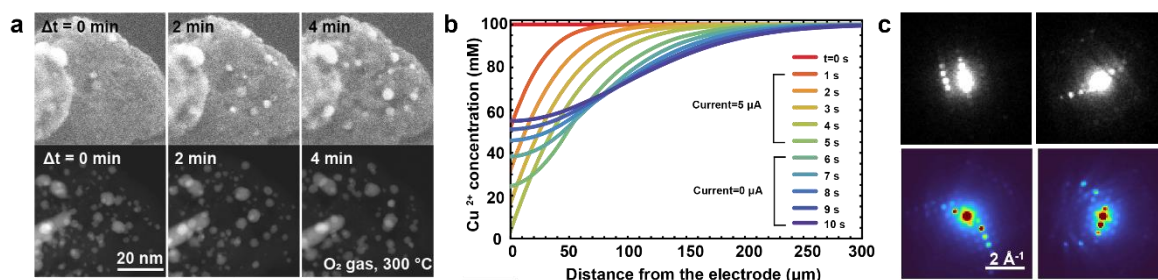 a
Δt = 0 min
2 min
4 min
Δt = 0 min
2 min
4 min
20 nm
O₂ gas, 300 °C
b
Cu ²⁺ concentration (mM)
100
80
60
40
20
0
0
50
100
150
200
250
300
Distance from the electrode (μm)
t=0 s
1 s
2 s
Current=5 μA
3 s
4 s
5 s
6 s
7 s
Current=0 μA
8 s
9 s
10 s
c
2 Å⁻¹